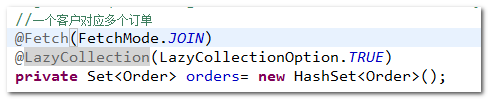 //一个客户对应多个订单
@Fetch(FetchMode.JOIN)
@LazyCollection(LazyCollectionOption.TRUE)
private Set<Order> orders= new HashSet<Order>();